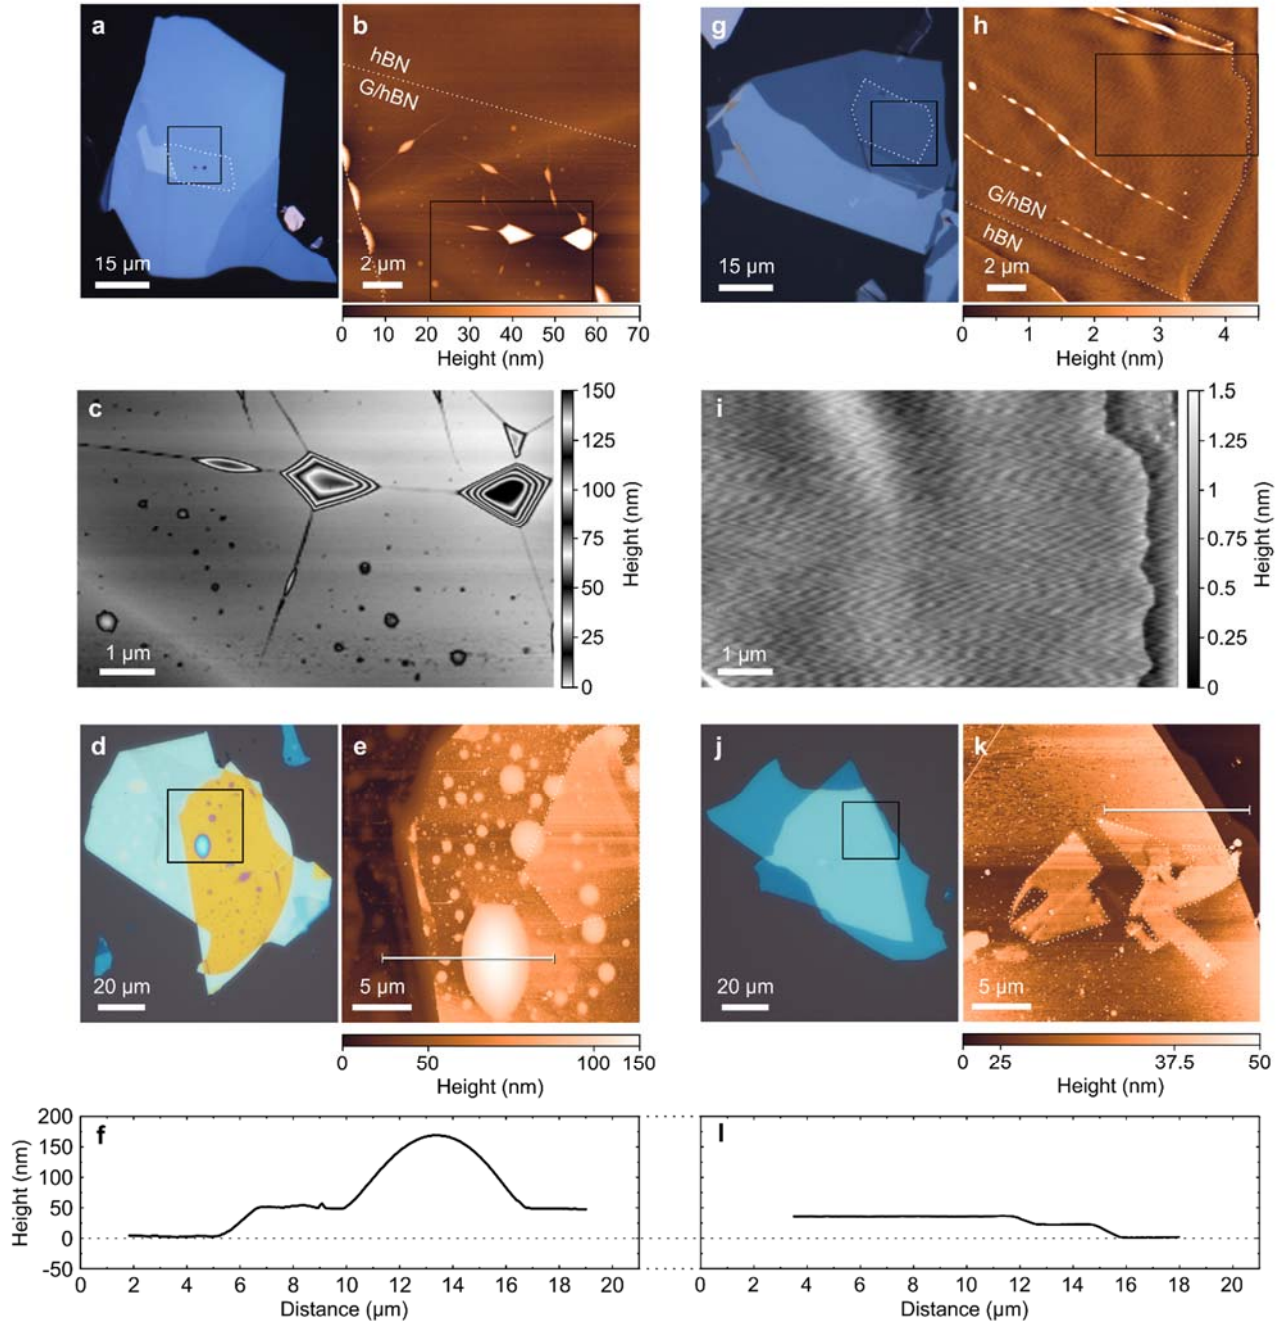 a
15 µm
b
hBN
G/hBN
2 µm
0 10 20 30 40 50 60 70
Height (nm)
g
15 µm
h
G/hBN
hBN
2 µm
0 1 2 3 4
Height (nm)
c
1 µm
150
125
100
75
50
25
0
Height (nm)
i
1 µm
1.5
1.25
1
0.75
0.5
0.25
0
Height (nm)
d
20 µm
e
5 µm
0 50 100 150
Height (nm)
j
20 µm
k
5 µm
0 25 37.5 50
Height (nm)
f
200
150
100
50
0
-50
Height (nm)
0 2 4 6 8 10 12 14 16 18
Distance (µm)
l
0 2 4 6 8 10 12 14 16 18
Distance (µm)